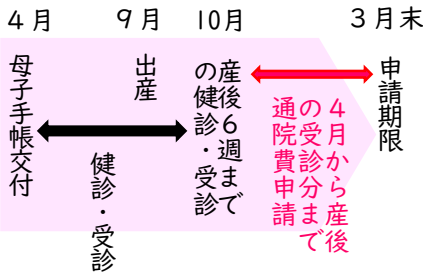 4月
9月
10月
3月末
母子手帳交付
健診・受診
出産
産後6週まで
の健診・受診
4月から産後
の受診分まで
通院費申請
申請期限